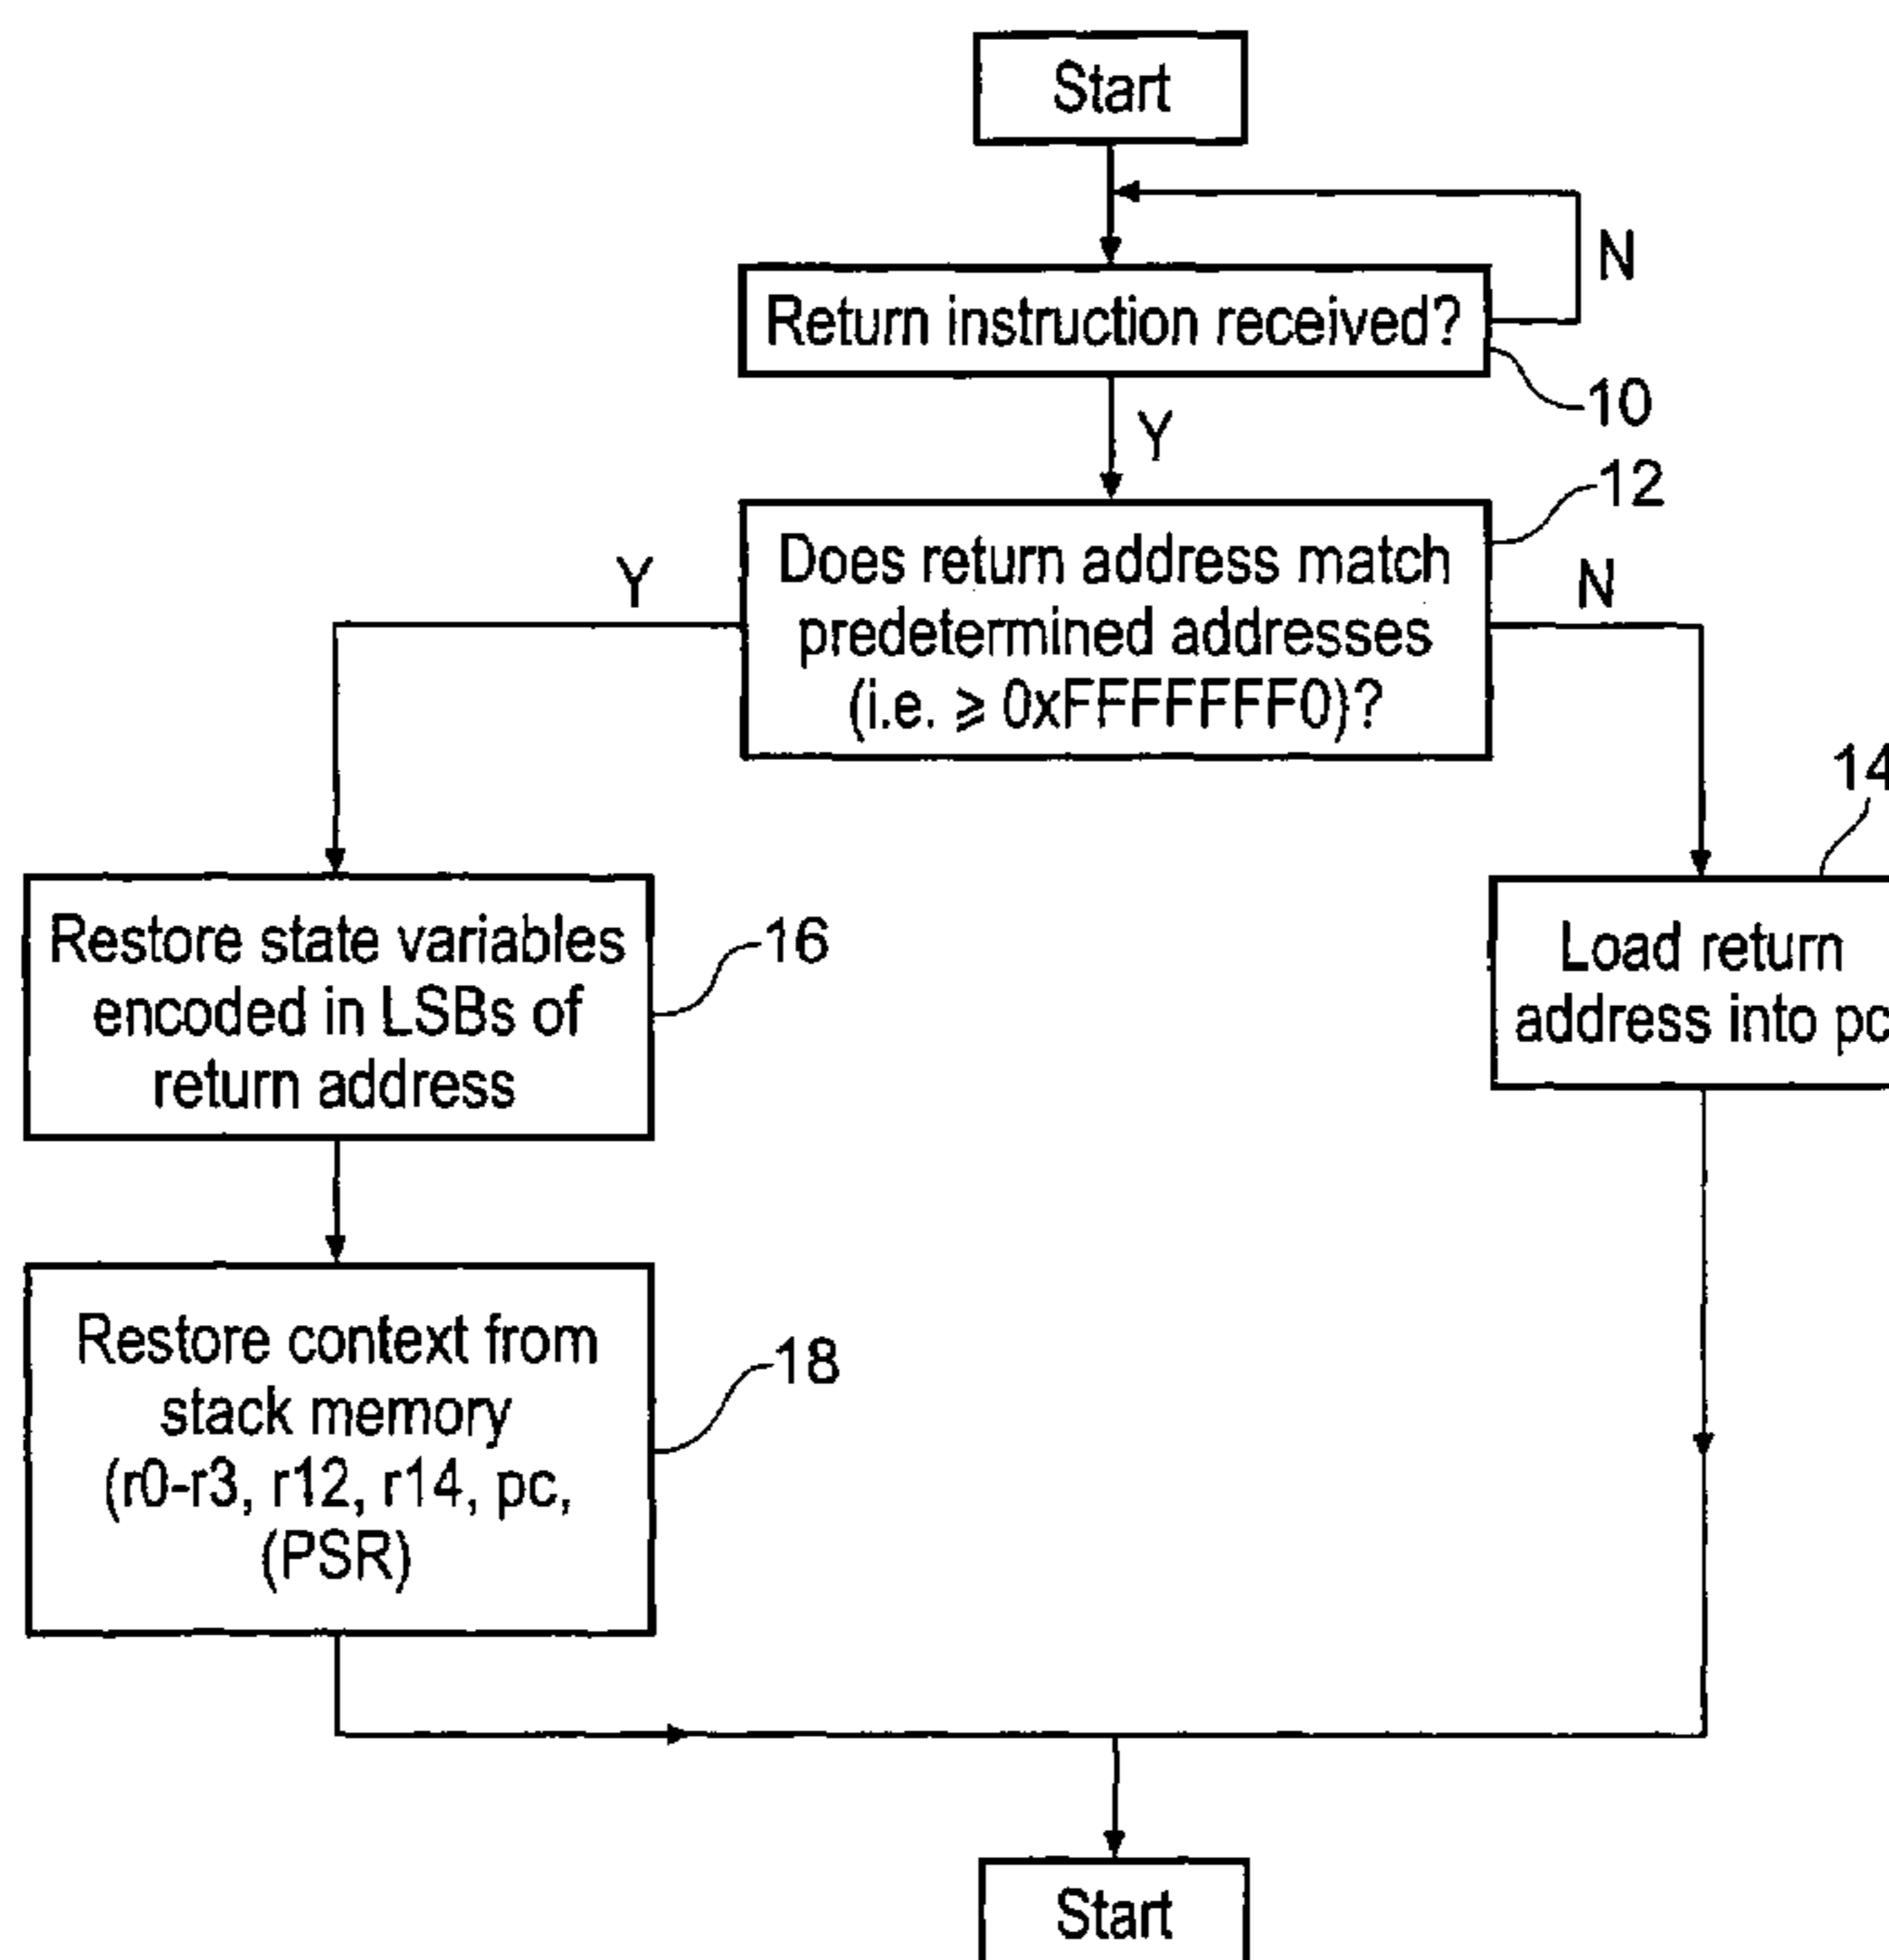 Start
N
Return instruction received?
10
Y
12
Does return address match
predetermined addresses
(i.e. ⩾ 0xFFFFFFF0)?
Y
N
14
Restore state variables
encoded in LSBs of
return address
16
Load return
address into pc
Restore context from
stack memory
(r0-r3, r12, r14, pc,
(PSR)
18
Start